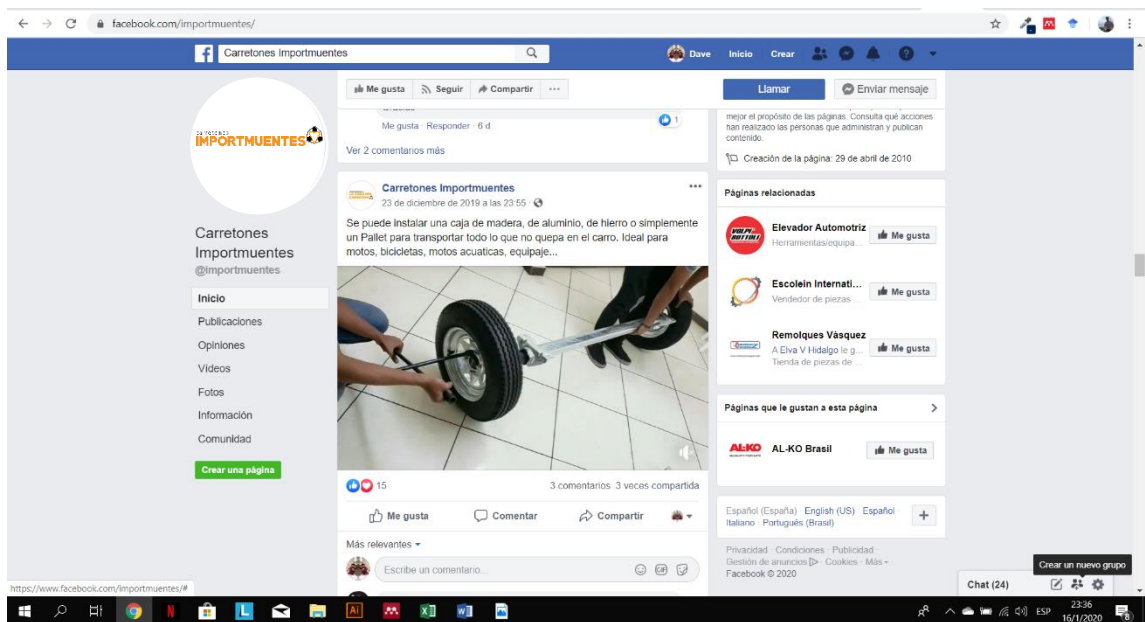 facebook.com/importmuentes/
Carretones Importmuentes
Dave Inicio Crear
Me gusta Seguir Compartir ...
Llamar Enviar mensaje
Me gusta · Responder · 6 d 1
Ver 2 comentarios más
mejor el propósito de las páginas. Consulta qué acciones
han realizado las personas que administran y publican
contenido.
Creación de la página: 29 de abril de 2010
IMPORTMUENTES
Carretones
Importmuentes
@importmuentes
Inicio
Publicaciones
Opiniones
Vídeos
Fotos
Información
Comunidad
Crear una página
Carretones Importmuentes
23 de diciembre de 2019 a las 23:55 ·
Se puede instalar una caja de madera, de aluminio, de hierro o simplemente
un Pallet para transportar todo lo que no quepa en el carro. Ideal para
motos, bicicletas, motos acuaticas, equipaje...
15 3 comentarios 3 veces compartida
Me gusta Comentar Compartir
Más relevantes
Escribe un comentario...
GIF
Páginas relacionadas
Elevador Automotriz
Herramientas/equipa...
Me gusta
Escolein Internati...
Vendedor de piezas ...
Me gusta
Remolques Vásquez
A Elva V Hidalgo le g...
Tienda de piezas de ...
Me gusta
Páginas que le gustan a esta página
AL-KO
AL-KO Brasil
Me gusta
Español (España) · English (US) · Español ·
Italiano · Português (Brasil)
Privacidad · Condiciones · Publicidad ·
Gestión de anuncios · Cookies · Más
Facebook © 2020
Crear un nuevo grupo
Chat (24)
https://www.facebook.com/importmuentes/#
ESP
23:36
16/1/2020